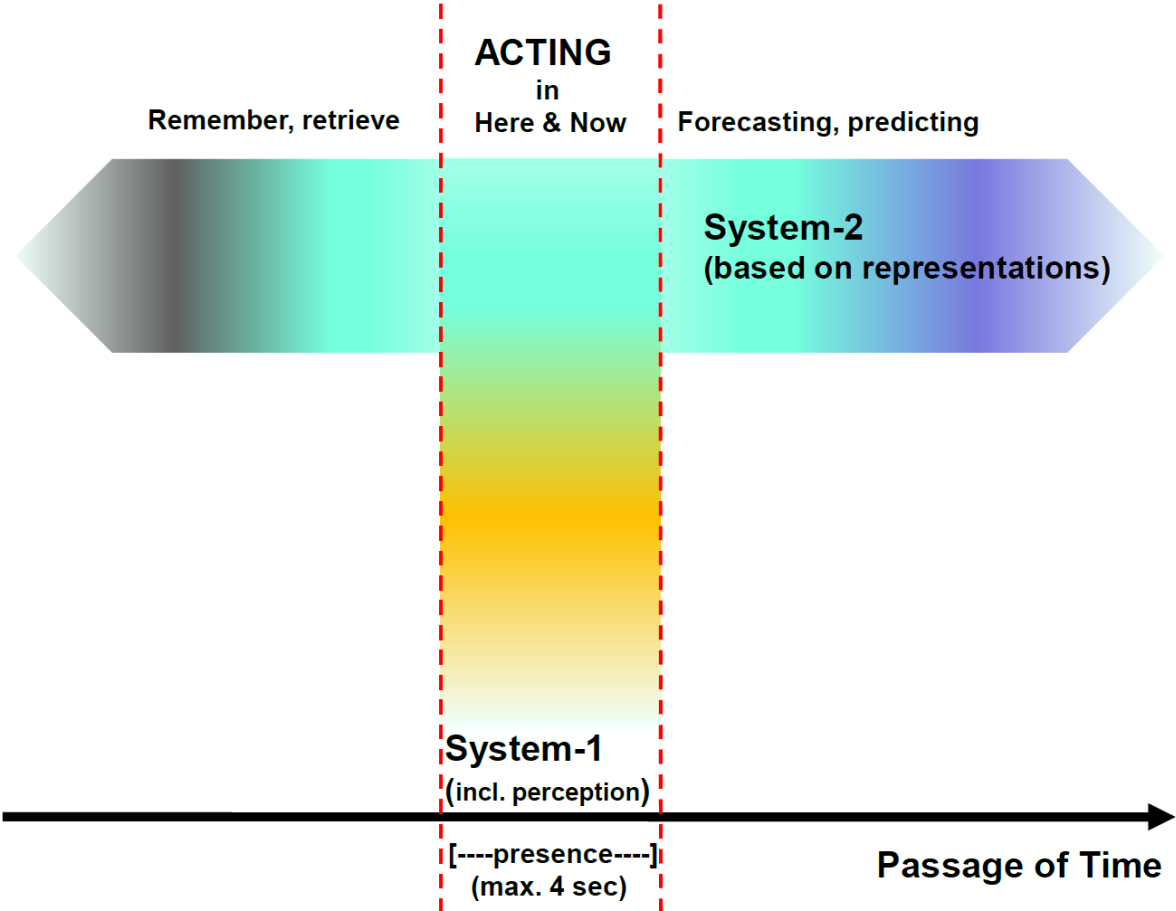 ACTING
in
Here & Now
Remember, retrieve
Forecasting, predicting
System-2
(based on representations)
System-1
(incl. perception)
[----presence----]
(max. 4 sec)
Passage of Time